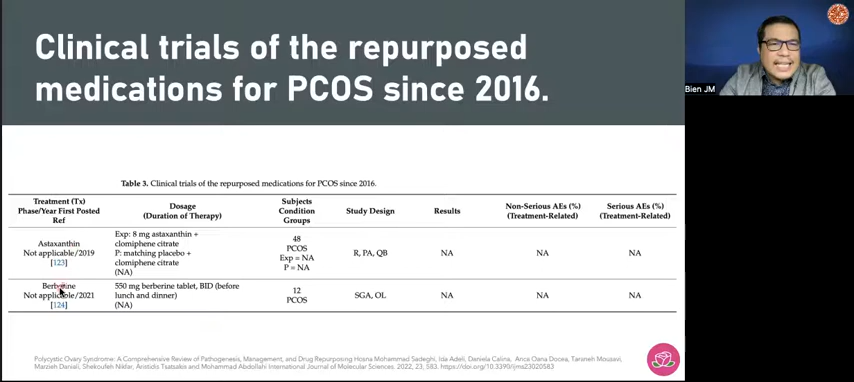 Clinical trials of the repurposed
medications for PCOS since 2016.
Bien JM
Table 3. Clinical trials of the repurposed medications for PCOS since 2016.
Treatment (Tx)
Phase/Year First Posted
Ref
Dosage
(Duration of Therapy)
Subjects
Condition
Groups
Study Design
Results
Non-Serious AEs (%)
(Treatment-Related)
Serious AEs (%)
(Treatment-Related)
Astaxanthin
Not applicable/2019
[123]
Exp: 8 mg astaxanthin +
clomiphene citrate
P: matching placebo +
clomiphene citrate
(NA)
48
PCOS
Exp = NA
P = NA
R, PA, QB
NA
NA
NA
Berberine
Not applicable/2021
[124]
550 mg berberine tablet, BID (before
lunch and dinner)
(NA)
12
PCOS
SGA, OL
NA
NA
NA
Polycystic Ovary Syndrome: A Comprehensive Review of Pathogenesis, Management, and Drug Repurposing Hosna Mohammad Sadeghi, Ida Adeli, Daniela Calina, Anca Oana Docea, Taraneh Mousavi,
Marzieh Daniali, Shekoufeh Nikfar, Aristidis Tsatsakis and Mohammad Abdollahi International Journal of Molecular Sciences. 2022, 23, 583. https://doi.org/10.3390/ijms23020583